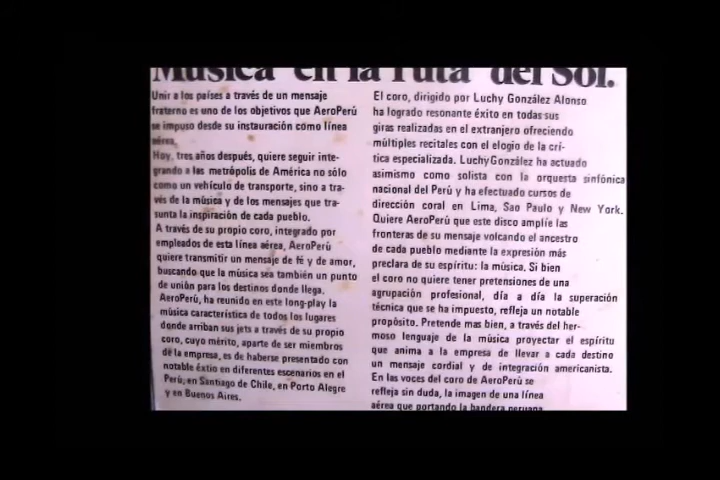 Música en la ruta del Sol.
Unir a los países a través de un mensaje
fraterno es uno de los objetivos que AeroPerú
se impuso desde su instauración como línea
aérea.
Hoy, tres años después, quiere seguir inte-
grando a las metrópolis de América no sólo
como un vehículo de transporte, sino a tra-
vés de la música y de los mensajes que tra-
sunta la inspiración de cada pueblo.
A través de su propio coro, integrado por
empleados de esta línea aérea, AeroPerú
quiere transmitir un mensaje de fé y de amor,
buscando que la música sea también un punto
de unión para los destinos donde llega.
AeroPerú, ha reunido en este long-play la
música característica de todos los lugares
donde arriban sus jets a través de su propio
coro, cuyo mérito, aparte de ser miembros
de la empresa, es de haberse presentado con
notable éxtio en diferentes escenarios en el
Perú, en Santiago de Chile, en Porto Alegre
y en Buenos Aires.
El coro, dirigido por Luchy González Alonso
ha logrado resonante éxito en todas sus
giras realizadas en el extranjero ofreciendo
múltiples recitales con el elogio de la crí-
tica especializada. Luchy González ha actuado
asimismo como solista con la orquesta sinfónica
nacional del Perú y ha efectuado cursos de
dirección coral en Lima, Sao Paulo y New York.
Quiere AeroPerú que este disco amplíe las
fronteras de su mensaje volcando el ancestro
de cada pueblo mediante la expresión más
preclara de su espíritu: la música. Si bien
el coro no quiere tener pretensiones de una
agrupación profesional, día a día la superación
técnica que se ha impuesto, refleja un notable
propósito. Pretende mas bien, a través del her-
moso lenguaje de la música proyectar el espíritu
que anima a la empresa de llevar a cada destino
un mensaje cordial y de integración americanista.
En las voces del coro de AeroPerú se
refleja sin duda, la imagen de una línea
aérea que portando la bandera peruana